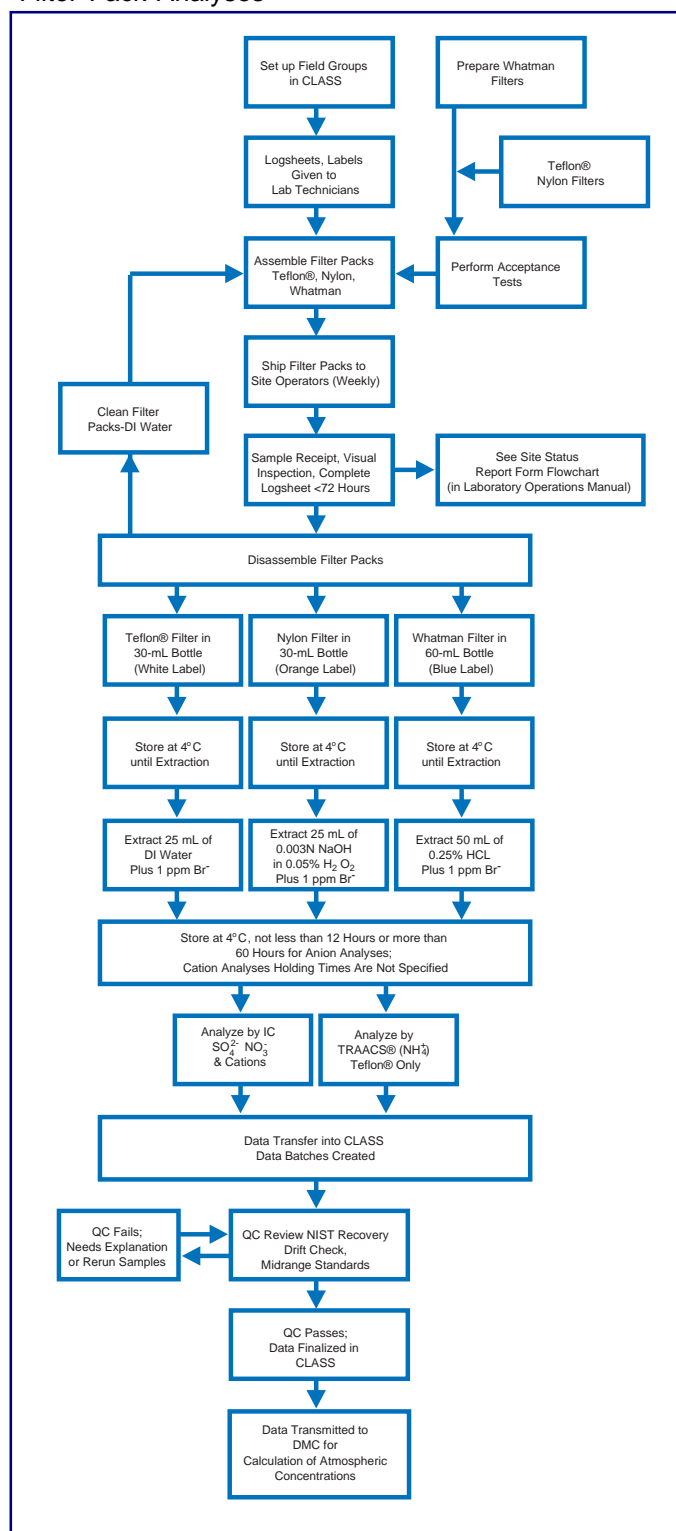 Filter Pack Analyses
Set up Field Groups
in CLASS
Prepare Whatman
Filters
Logsheets, Labels
Given to
Lab Technicians
Teflon®
Nylon Filters
Assemble Filter Packs
Teflon®, Nylon,
Whatman
Perform Acceptance
Tests
Ship Filter Packs to
Site Operators (Weekly)
Clean Filter
Packs-DI Water
Sample Receipt, Visual
Inspection, Complete
Logsheet <72 Hours
See Site Status
Report Form Flowchart
(in Laboratory Operations Manual)
Disassemble Filter Packs
Teflon® Filter in
30-mL Bottle
(White Label)
Nylon Filter in
30-mL Bottle
(Orange Label)
Whatman Filter in
60-mL Bottle
(Blue Label)
Store at 4°C
until Extraction
Store at 4°C
until Extraction
Store at 4°C
until Extraction
Extract 25 mL of
DI Water
Plus 1 ppm Br⁻
Extract 25 mL of
0.003N NaOH
in 0.05% H₂ O₂
Plus 1 ppm Br⁻
Extract 50 mL of
0.25% HCL
Plus 1 ppm Br⁻
Store at 4°C, not less than 12 Hours or more than
60 Hours for Anion Analyses;
Cation Analyses Holding Times Are Not Specified
Analyze by IC
SO₄²⁻ NO₃⁻
& Cations
Analyze by
TRAACS® (NH₄⁺)
Teflon® Only
Data Transfer into CLASS
Data Batches Created
QC Fails;
Needs Explanation
or Rerun Samples
QC Review NIST Recovery
Drift Check,
Midrange Standards
QC Passes;
Data Finalized in
CLASS
Data Transmitted to
DMC for
Calculation of Atmospheric
Concentrations